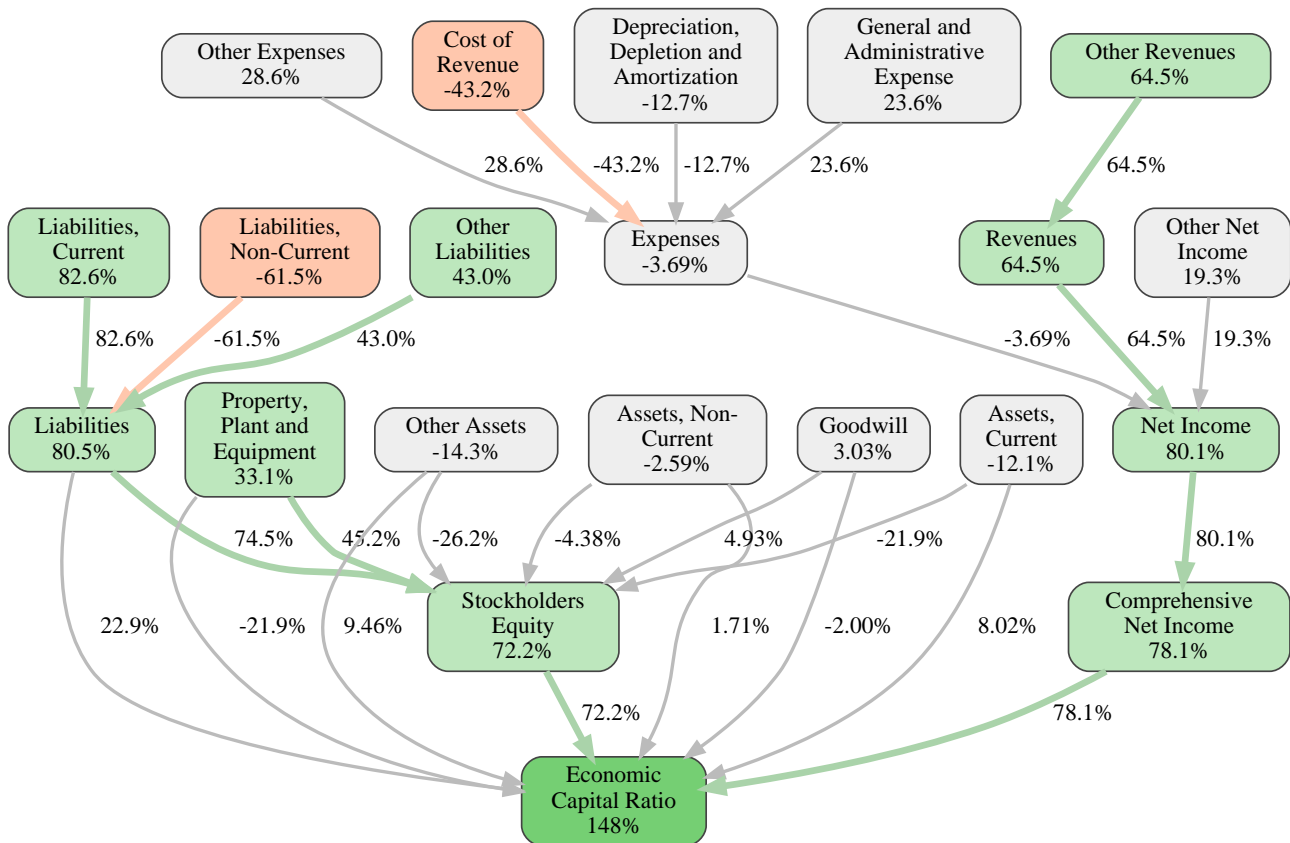 Other Expenses
28.6%
Cost of
Revenue
-43.2%
Depreciation,
Depletion and
Amortization
-12.7%
General and
Administrative
Expense
23.6%
Other Revenues
64.5%
28.6%
-43.2%
-12.7%
23.6%
64.5%
Liabilities,
Current
82.6%
Liabilities,
Non-Current
-61.5%
Other
Liabilities
43.0%
Expenses
-3.69%
Revenues
64.5%
Other Net
Income
19.3%
82.6%
-61.5%
43.0%
-3.69%
64.5%
19.3%
Liabilities
80.5%
Property,
Plant and
Equipment
33.1%
Other Assets
-14.3%
Assets, Non-
Current
-2.59%
Goodwill
3.03%
Assets,
Current
-12.1%
Net Income
80.1%
74.5%
45.2%
-26.2%
-4.38%
4.93%
-21.9%
80.1%
22.9%
-21.9%
9.46%
Stockholders
Equity
72.2%
1.71%
-2.00%
8.02%
Comprehensive
Net Income
78.1%
72.2%
78.1%
Economic
Capital Ratio
148%